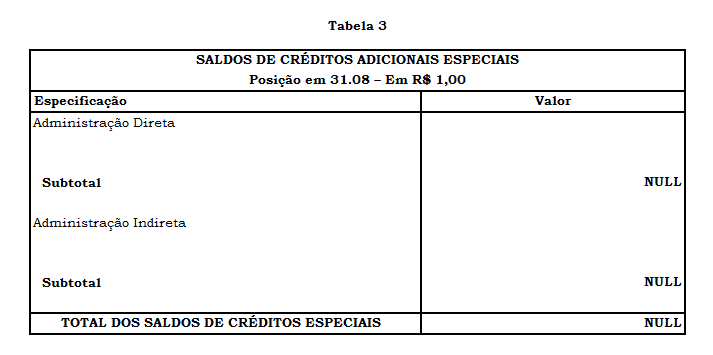 Tabela 3
SALDOS DE CRÉDITOS ADICIONAIS ESPECIAIS
Posição em 31.08 – Em R$ 1,00
Especificação Valor
Administração Direta
Subtotal NULL
Administração Indireta
Subtotal NULL
TOTAL DOS SALDOS DE CRÉDITOS ESPECIAIS NULL